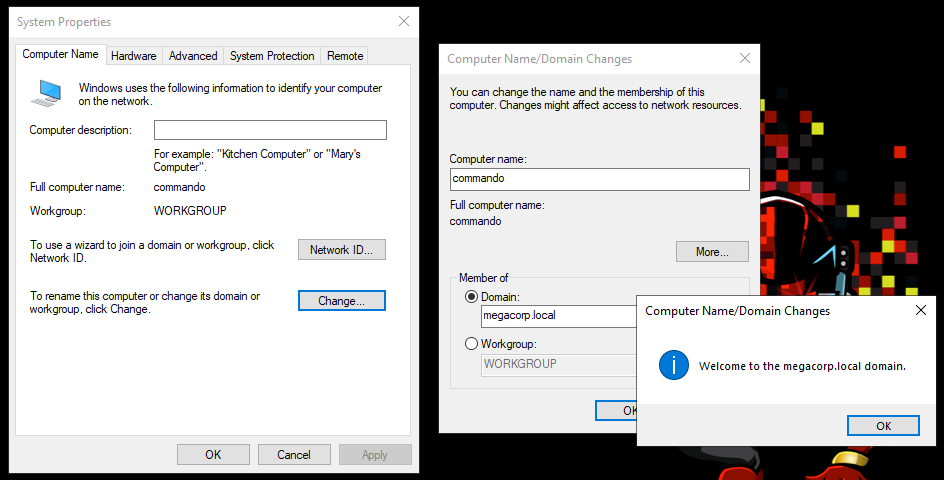 System Properties
Computer Name
Hardware
Advanced
System Protection
Remote
Windows uses the following information to identify your computer
on the network.
Computer description:
For example: "Kitchen Computer" or "Mary's
Computer".
Full computer name:
commando
Workgroup:
WORKGROUP
To use a wizard to join a domain or workgroup, click
Network ID.
Network ID...
To rename this computer or change its domain or
workgroup, click Change.
Change...
OK
Cancel
Apply
Computer Name/Domain Changes
You can change the name and the membership of this
computer. Changes might affect access to network resources.
Computer name:
commando
Full computer name:
commando
More...
Member of
Domain:
megacorp.local
Workgroup:
WORKGROUP
OK
Computer Name/Domain Changes
Welcome to the megacorp.local domain.
OK